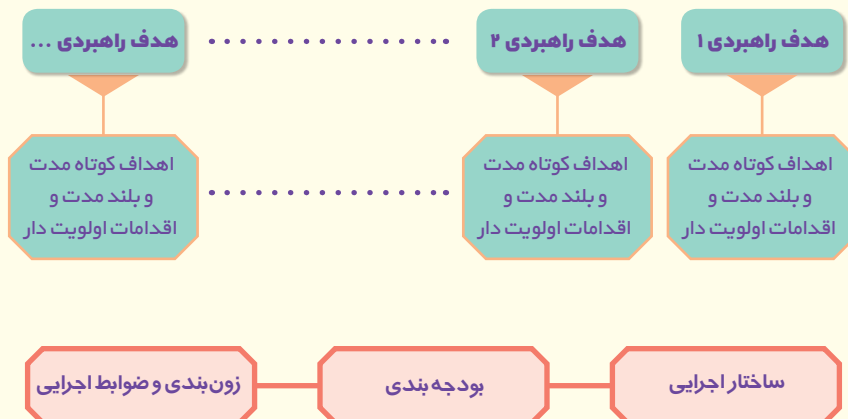 هدف راهبردی ۱
هدف راهبردی ۲
هدف راهبردی ...
اهداف کوتاه مدت
و بلند مدت و
اقدامات اولویت دار
اهداف کوتاه مدت
و بلند مدت و
اقدامات اولویت دار
اهداف کوتاه مدت
و بلند مدت و
اقدامات اولویت دار
ساختار اجرایی
بودجه بندی
زون‌بندی و ضوابط اجرایی